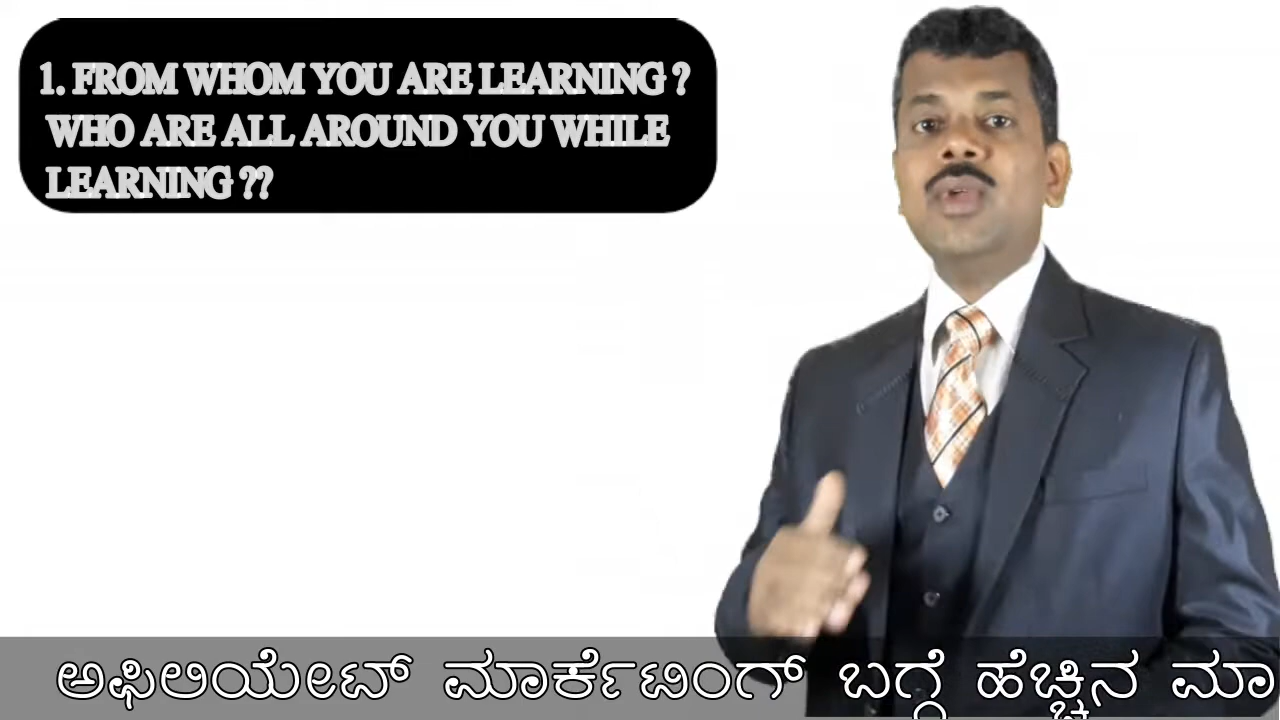 1. FROM WHOM YOU ARE LEARNING ?
WHO ARE ALL AROUND YOU WHILE
LEARNING ??
ಅಫಿಲಿಯೇಟ್ ಮಾರ್ಕೆಟಿಂಗ್ ಬಗ್ಗೆ ಹೆಚ್ಚಿನ ಮಾ